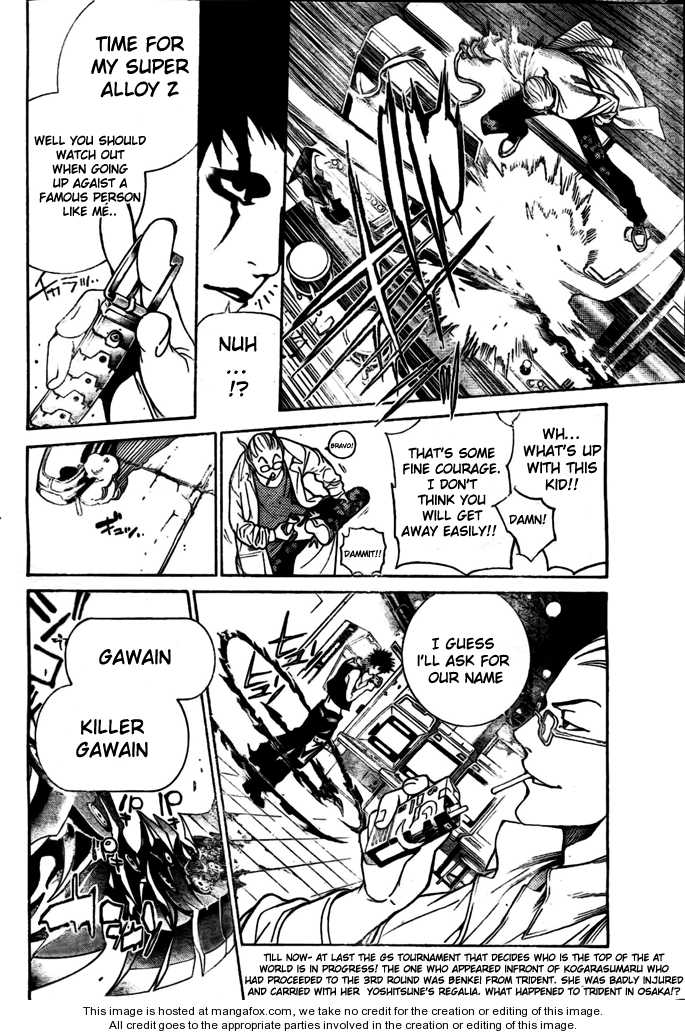 TIME FOR
MY SUPER
ALLOY Z
WELL YOU SHOULD
WATCH OUT
WHEN GOING
UP AGAIST A
FAMOUS PERSON
LIKE ME..
NUH
...
!?
WH...
WHAT'S UP
WITH THIS
KID!!
DAMN!
THAT'S SOME
FINE COURAGE.
I DON'T
THINK YOU
WILL GET
AWAY EASILY!!
BRAVO!
DAMMIT!!
I GUESS
I'LL ASK FOR
OUR NAME
GAWAIN
KILLER
GAWAIN
TILL NOW- AT LAST THE GS TOURNAMENT THAT DECIDES WHO IS THE TOP OF THE AT
WORLD IS IN PROGRESS! THE ONE WHO APPEARED INFRONT OF KOGARASUMARU WHO
HAD PROCEEDED TO THE 3RD ROUND WAS BENKEI FROM TRIDENT. SHE WAS BADLY INJURED
AND CARRIED WITH HER YOSHITSUNE'S REGALIA. WHAT HAPPENED TO TRIDENT IN OSAKA!?
This image is hosted at mangafox.com, we take no credit for the creation or editing of this image.
All credit goes to the appropriate parties involved in the creation or editing of this image.